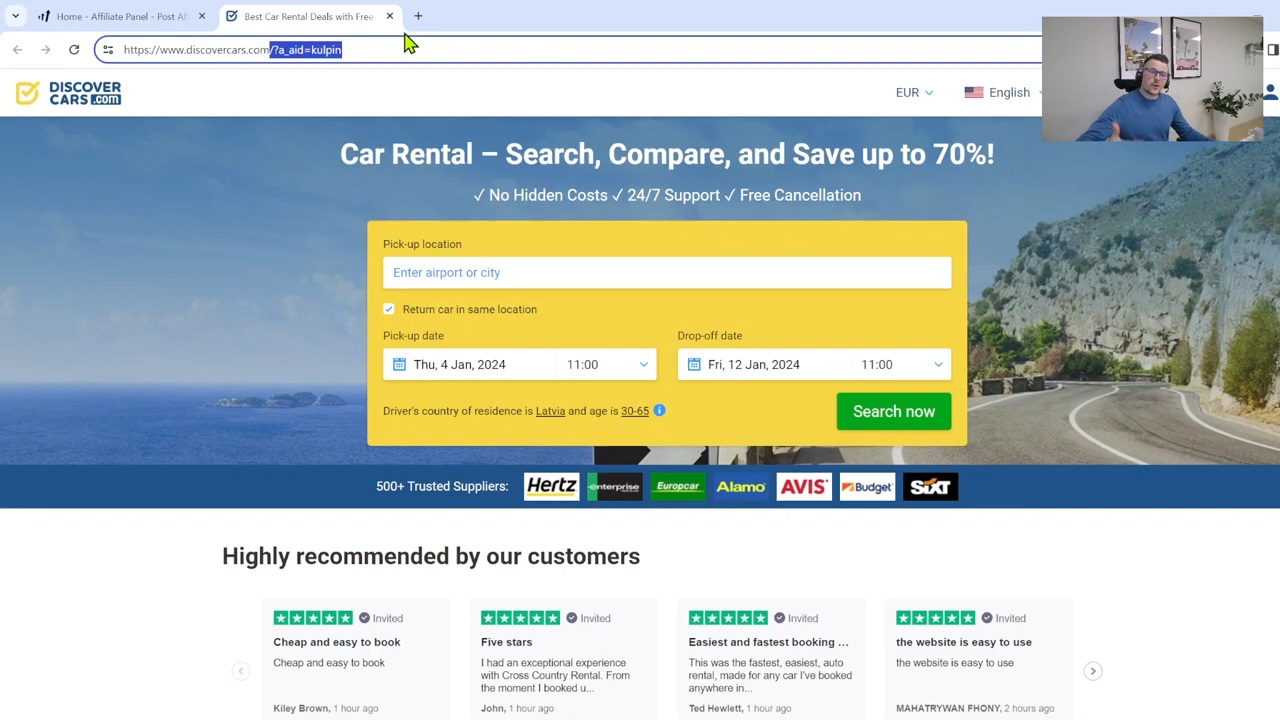 Home - Affiliate Panel - Post Af
Best Car Rental Deals with Free
https://www.discovercars.com/?a_aid=kulpin
DISCOVER
CARS.com
EUR
English
Car Rental – Search, Compare, and Save up to 70%!
✓ No Hidden Costs ✓ 24/7 Support ✓ Free Cancellation
Pick-up location
Enter airport or city
Return car in same location
Pick-up date
Drop-off date
Thu, 4 Jan, 2024
11:00
Fri, 12 Jan, 2024
11:00
Driver's country of residence is Latvia and age is 30-65
Search now
500+ Trusted Suppliers:
Hertz
enterprise
Europcar
Alamo
AVIS
Budget
SIXT
Highly recommended by our customers
Invited
Cheap and easy to book
Cheap and easy to book
Kiley Brown, 1 hour ago
Invited
Five stars
I had an exceptional experience
with Cross Country Rental. From
the moment I booked u...
John, 1 hour ago
Invited
Easiest and fastest booking ...
This was the fastest, easiest, auto
rental, made for any car I've booked
anywhere in...
Ted Hewlett, 1 hour ago
Invited
the website is easy to use
the website is easy to use
MAHATRYWAN FHONY, 2 hours ago